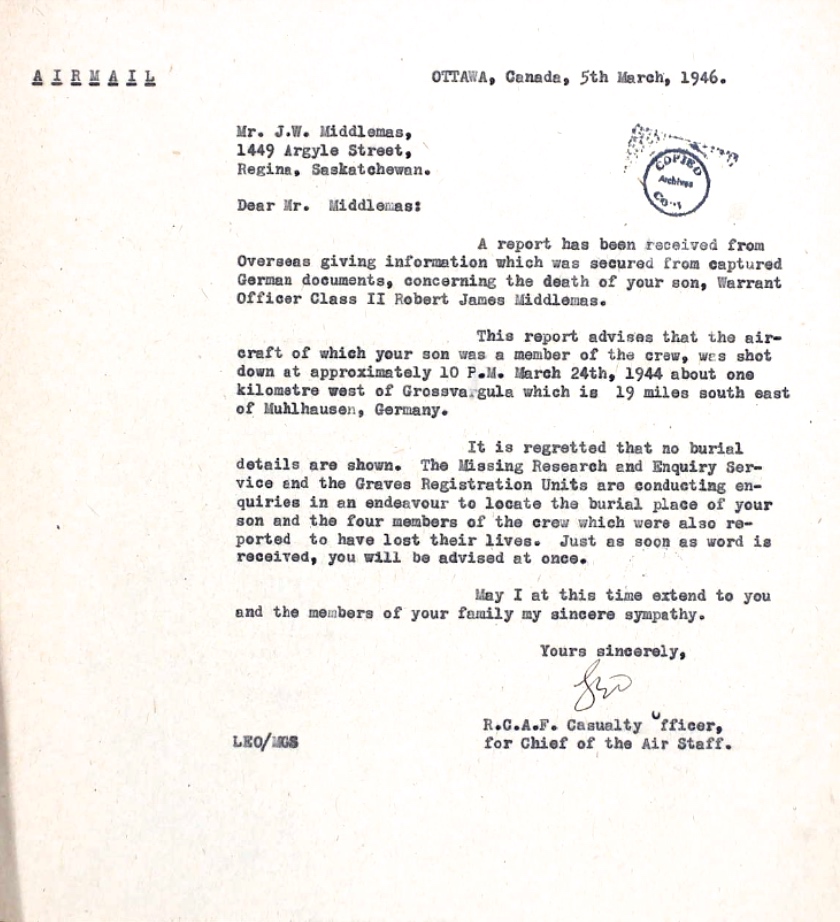 AIRMAIL
OTTAWA, Canada, 5th March, 1946.
Mr. J.W. Middlemas,
1449 Argyle Street,
Regina, Saskatchewan.
COPIED
Archives
Dear Mr. Middlemas:
A report has been received from
Overseas giving information which was secured from captured
German documents, concerning the death of your son, Warrant
Officer Class II Robert James Middlemas.
This report advises that the air-
craft of which your son was a member of the crew, was shot
down at approximately 10 P.M. March 24th, 1944 about one
kilometre west of Grossvargula which is 19 miles south east
of Muhlhausen, Germany.
It is regretted that no burial
details are shown. The Missing Research and Enquiry Ser-
vice and the Graves Registration Units are conducting en-
quiries in an endeavour to locate the burial place of your
son and the four members of the crew which were also re-
ported to have lost their lives. Just as soon as word is
received, you will be advised at once.
May I at this time extend to you
and the members of your family my sincere sympathy.
Yours sincerely,
R.C.A.F. Casualty Officer,
LEO/MGS
for Chief of the Air Staff.